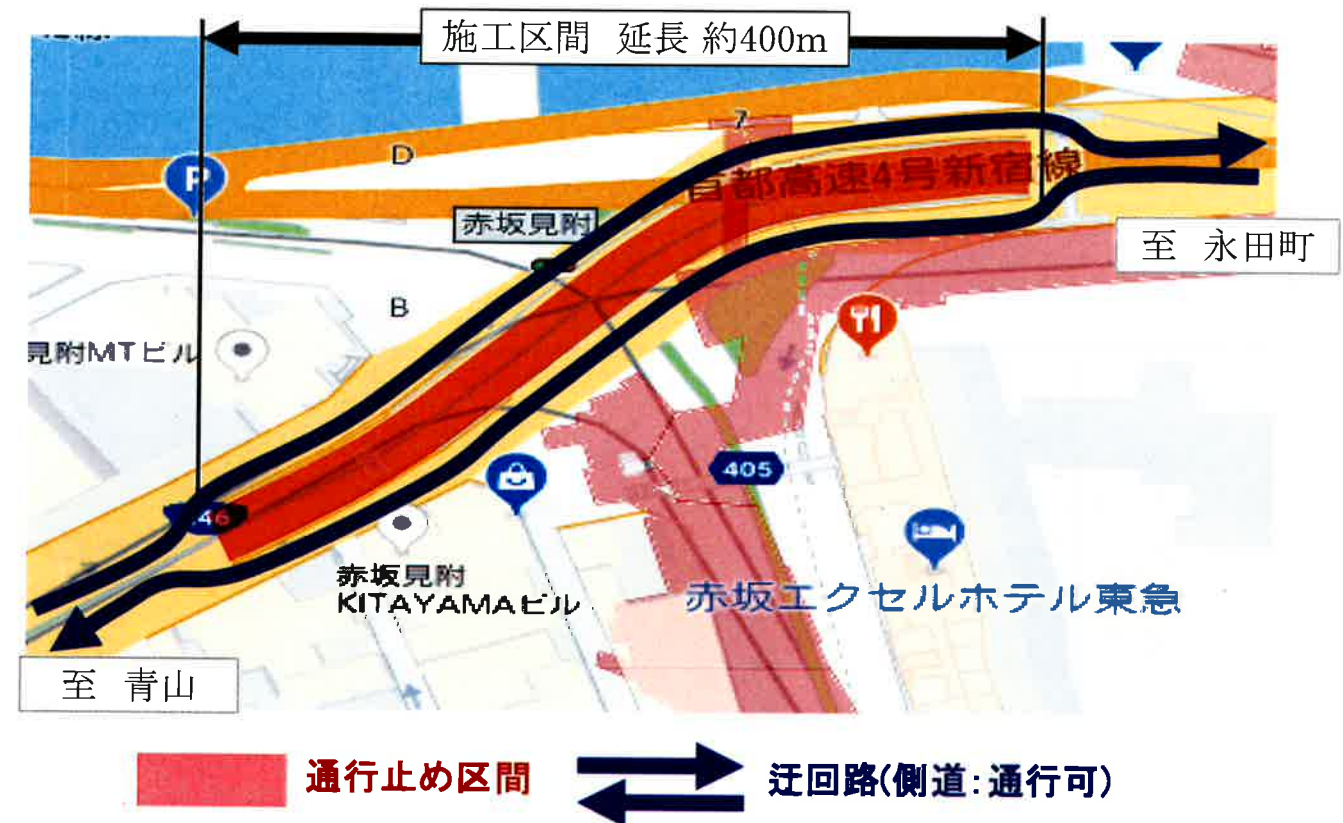 施工区間 延長 約400m
7
D
P
首都高速4号新宿線
赤坂見附
至 永田町
B
見附MTビル
405
46
赤坂見附
KITAYAMAビル
赤坂エクセルホテル東急
至 青山
通行止め区間
迂回路(側道:通行可)